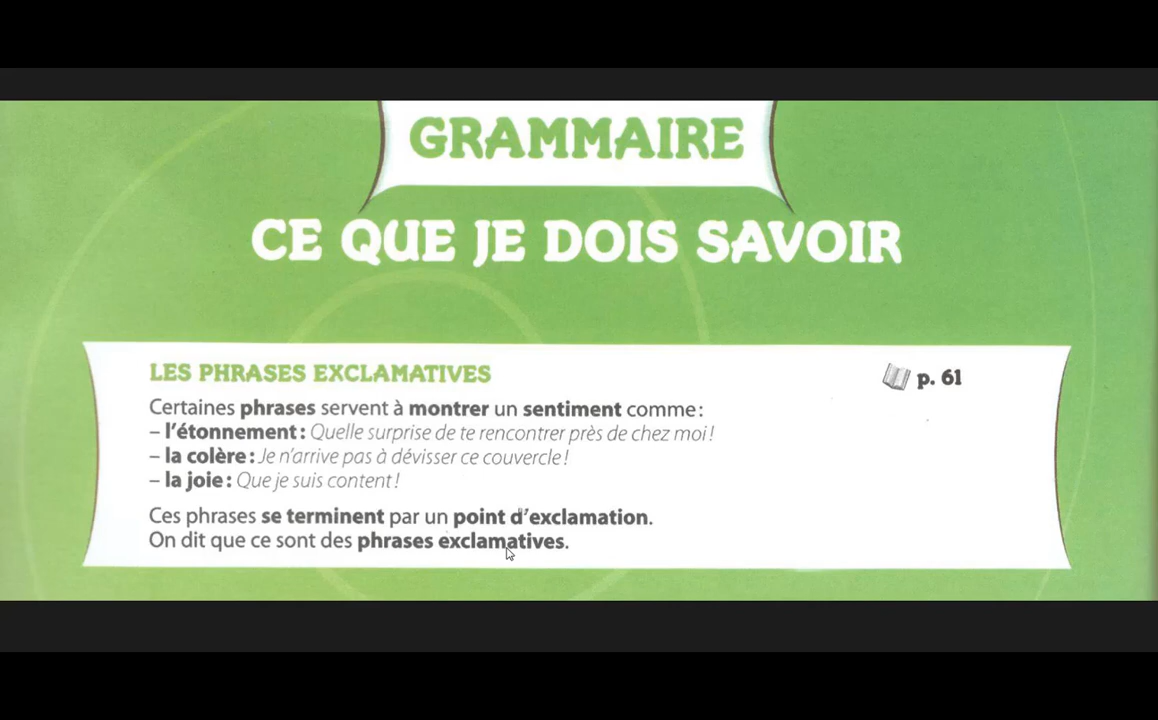 GRAMMAIRE
CE QUE JE DOIS SAVOIR
LES PHRASES EXCLAMATIVES
p. 61
Certaines phrases servent à montrer un sentiment comme :
– l'étonnement : Quelle surprise de te rencontrer près de chez moi !
– la colère : Je n'arrive pas à dévisser ce couvercle !
– la joie : Que je suis content !
Ces phrases se terminent par un point d'exclamation.
On dit que ce sont des phrases exclamatives.